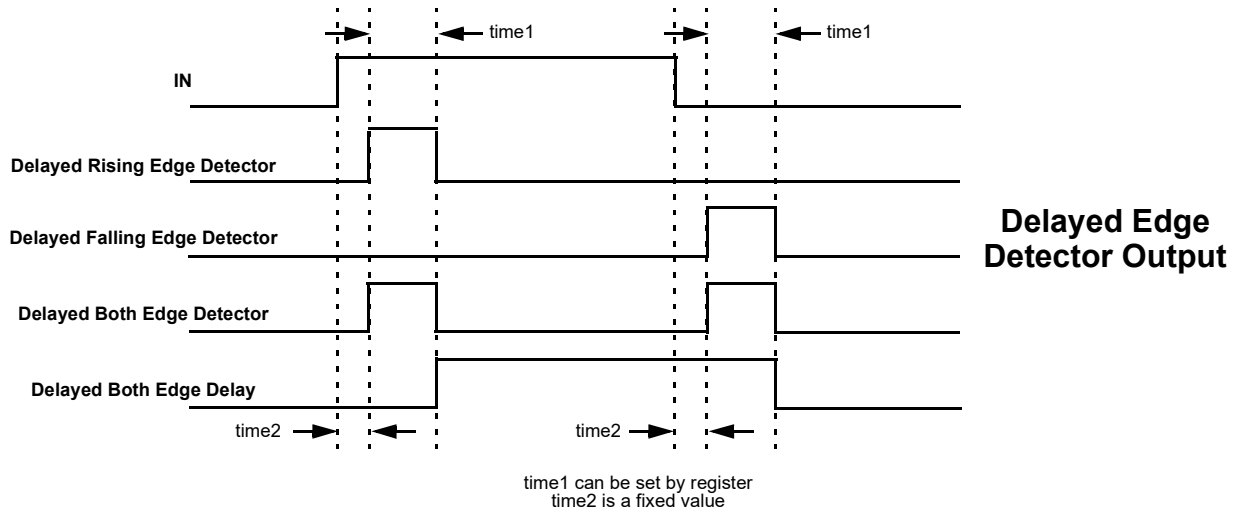 time1
time1
IN
Delayed Rising Edge Detector
Delayed Falling Edge Detector
Delayed Edge
Detector Output
Delayed Both Edge Detector
Delayed Both Edge Delay
time2
time2
time1 can be set by register
time2 is a fixed value